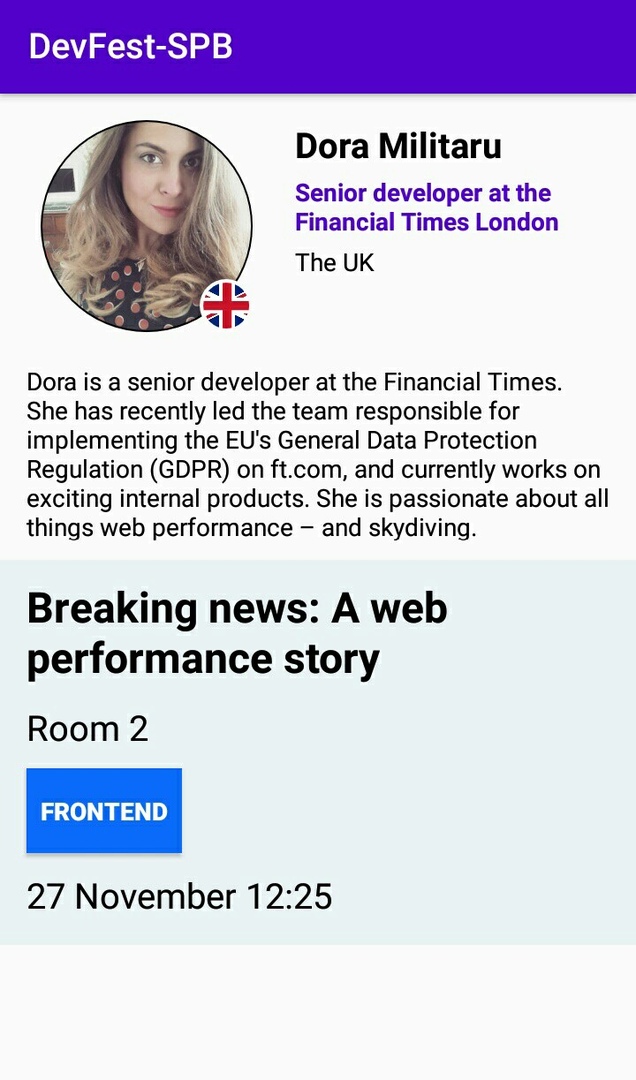 DevFest-SPB
Dora Militaru
Senior developer at the
Financial Times London
The UK
Dora is a senior developer at the Financial Times.
She has recently led the team responsible for
implementing the EU's General Data Protection
Regulation (GDPR) on ft.com, and currently works on
exciting internal products. She is passionate about all
things web performance – and skydiving.
Breaking news: A web
performance story
Room 2
FRONTEND
27 November 12:25